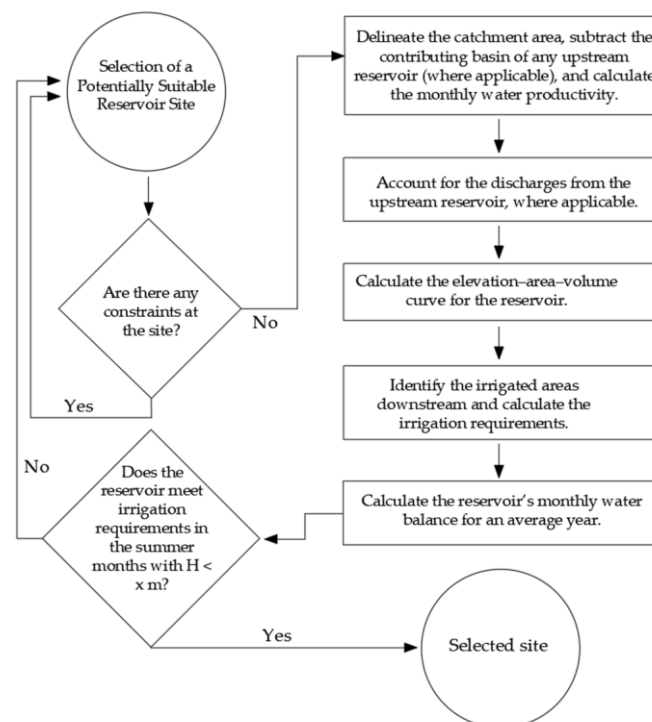 Selection of a
Potentially Suitable
Reservoir Site
Are there any
constraints at
the site?
No
Yes
Delineate the catchment area, subtract the
contributing basin of any upstream
reservoir (where applicable), and calculate
the monthly water productivity.
Account for the discharges from the
upstream reservoir, where applicable.
Calculate the elevation–area–volume
curve for the reservoir.
Identify the irrigated areas
downstream and calculate the
irrigation requirements.
Calculate the reservoir's monthly water
balance for an average year.
Does the
reservoir meet
irrigation
requirements in
the summer
months with H <
x m?
No
Yes
Selected site